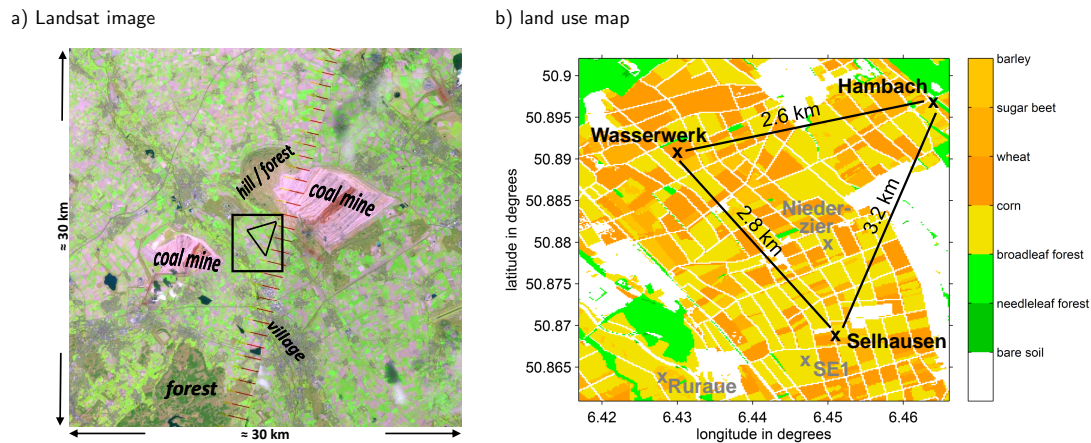 a) Landsat image
≈ 30 km
hill / forest
coal mine
coal mine
village
forest
≈ 30 km
b) land use map
latitude in degrees
50.9
50.895
50.89
50.885
50.88
50.875
50.87
50.865
Hambach
2.6 km
Wasserwerk
x
x
2.8 km
3.2 km
Nieder-
zier
x
x
Selhausen
x SE1
x Ruraue
6.42 6.43 6.44 6.45 6.46
longitude in degrees
barley
sugar beet
wheat
corn
broadleaf forest
needleleaf forest
bare soil